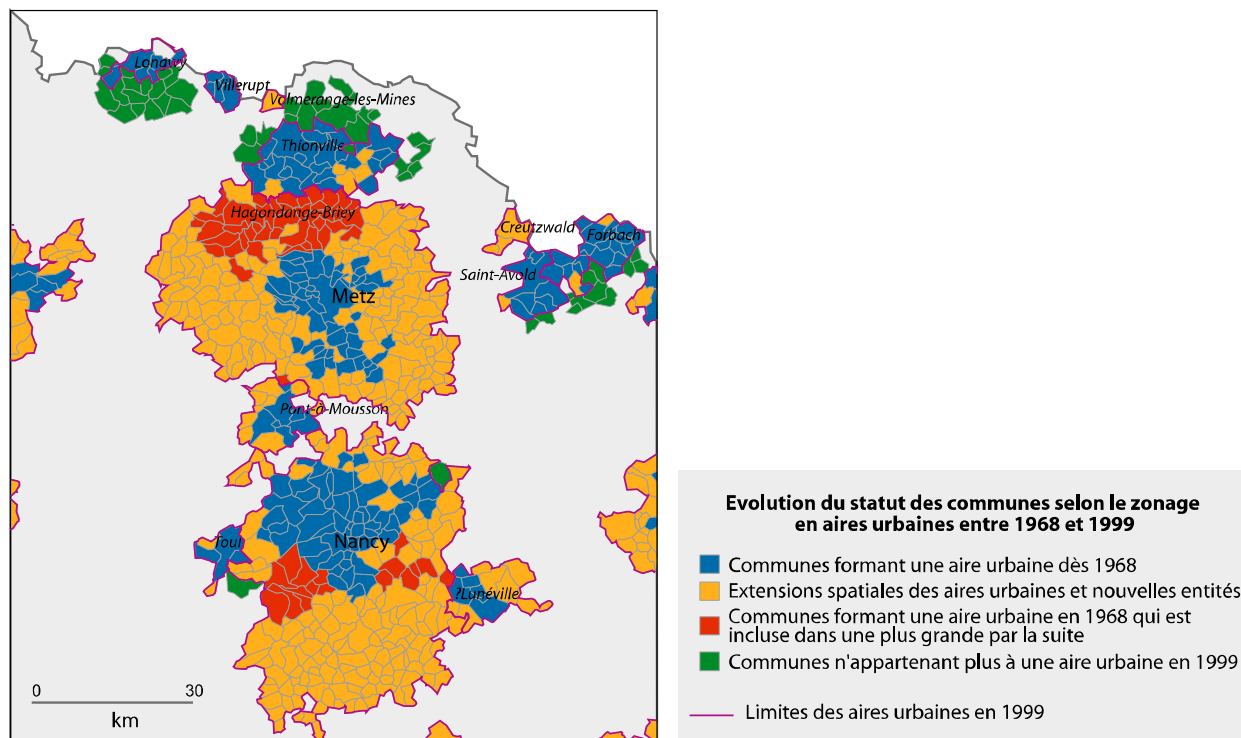 Longwy
Villerupt
Volmerange-les-Mines
Thionville
Hagondange-Briey
Creutzwald
Forbach
Saint-Avold
Metz
Pont-à-Mousson
Toul
Nancy
?Lunéville
0 30
km
Evolution du statut des communes selon le zonage
en aires urbaines entre 1968 et 1999
Communes formant une aire urbaine dès 1968
Extensions spatiales des aires urbaines et nouvelles entités
Communes formant une aire urbaine en 1968 qui est
incluse dans une plus grande par la suite
Communes n'appartenant plus à une aire urbaine en 1999
Limites des aires urbaines en 1999